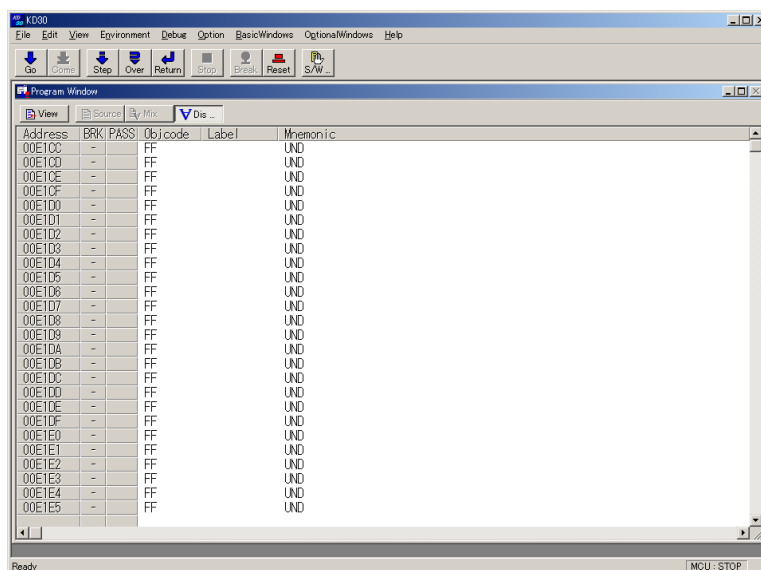 KD30
File Edit View Environment Debug Option BasicWindows OptionalWindows Help
Go Come Step Over Return Stop Break Reset S/W ...
Program Window
View Source Mix Dis ...
Address BRK PASS Objcode Label Mnemonic
00E1CC - FF UND
00E1CD - FF UND
00E1CE - FF UND
00E1CF - FF UND
00E1D0 - FF UND
00E1D1 - FF UND
00E1D2 - FF UND
00E1D3 - FF UND
00E1D4 - FF UND
00E1D5 - FF UND
00E1D6 - FF UND
00E1D7 - FF UND
00E1D8 - FF UND
00E1D9 - FF UND
00E1DA - FF UND
00E1DB - FF UND
00E1DC - FF UND
00E1DD - FF UND
00E1DE - FF UND
00E1DF - FF UND
00E1E0 - FF UND
00E1E1 - FF UND
00E1E2 - FF UND
00E1E3 - FF UND
00E1E4 - FF UND
00E1E5 - FF UND
Ready MCU : STOP